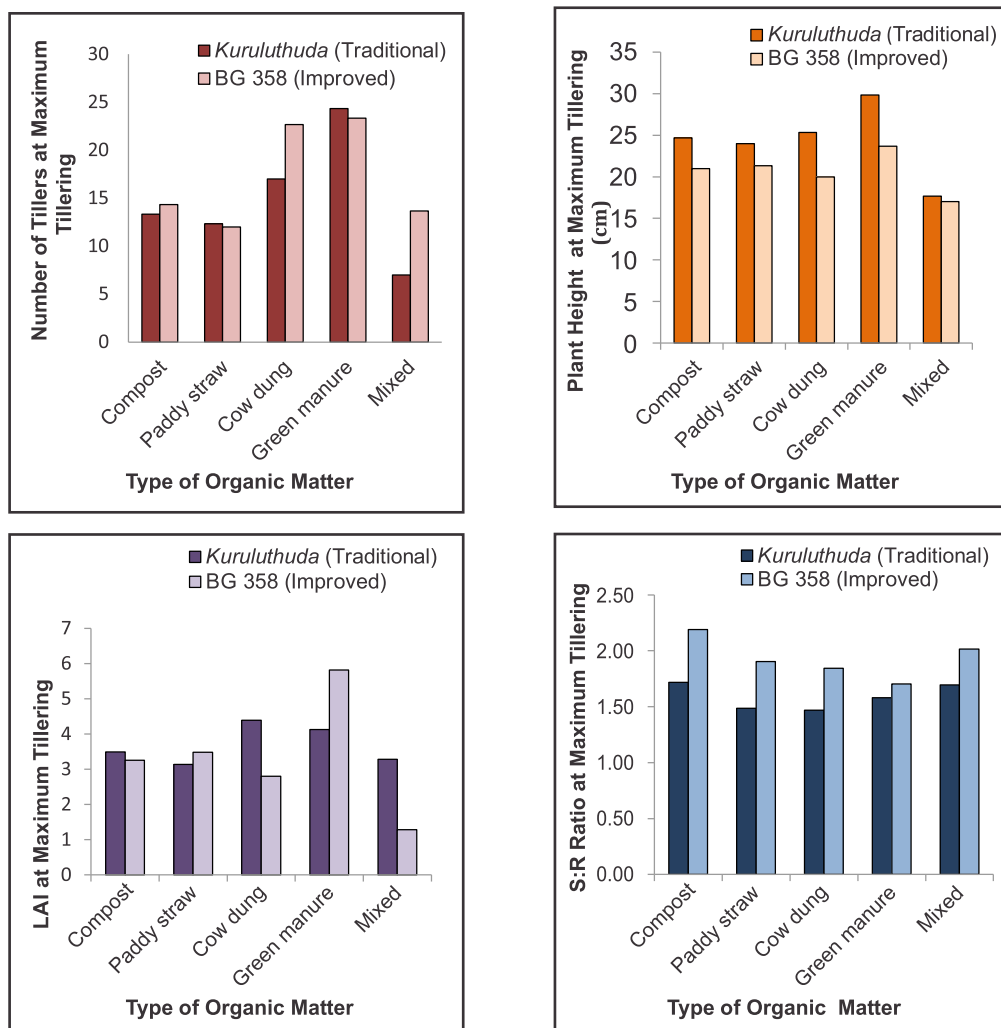 Kuruluthuda (Traditional)
BG 358 (Improved)
Number of Tillers at Maximum
Tillering
30
25
20
15
10
5
0
Compost
Paddy straw
Cow dung
Green manure
Mixed
Type of Organic Matter
Kuruluthuda (Traditional)
BG 358 (Improved)
Plant Height at Maximum Tillering
(cm)
35
30
25
20
15
10
5
0
Compost
Paddy straw
Cow dung
Green manure
Mixed
Type of Organic Matter
Kuruluthuda (Traditional)
BG 358 (Improved)
LAI at Maximum Tillering
7
6
5
4
3
2
1
0
Compost
Paddy straw
Cow dung
Green manure
Mixed
Type of Organic Matter
Kuruluthuda (Traditional)
BG 358 (Improved)
S:R Ratio at Maximum Tillering
2.50
2.00
1.50
1.00
0.50
0.00
Compost
Paddy straw
Cow dung
Green manure
Mixed
Type of Organic Matter